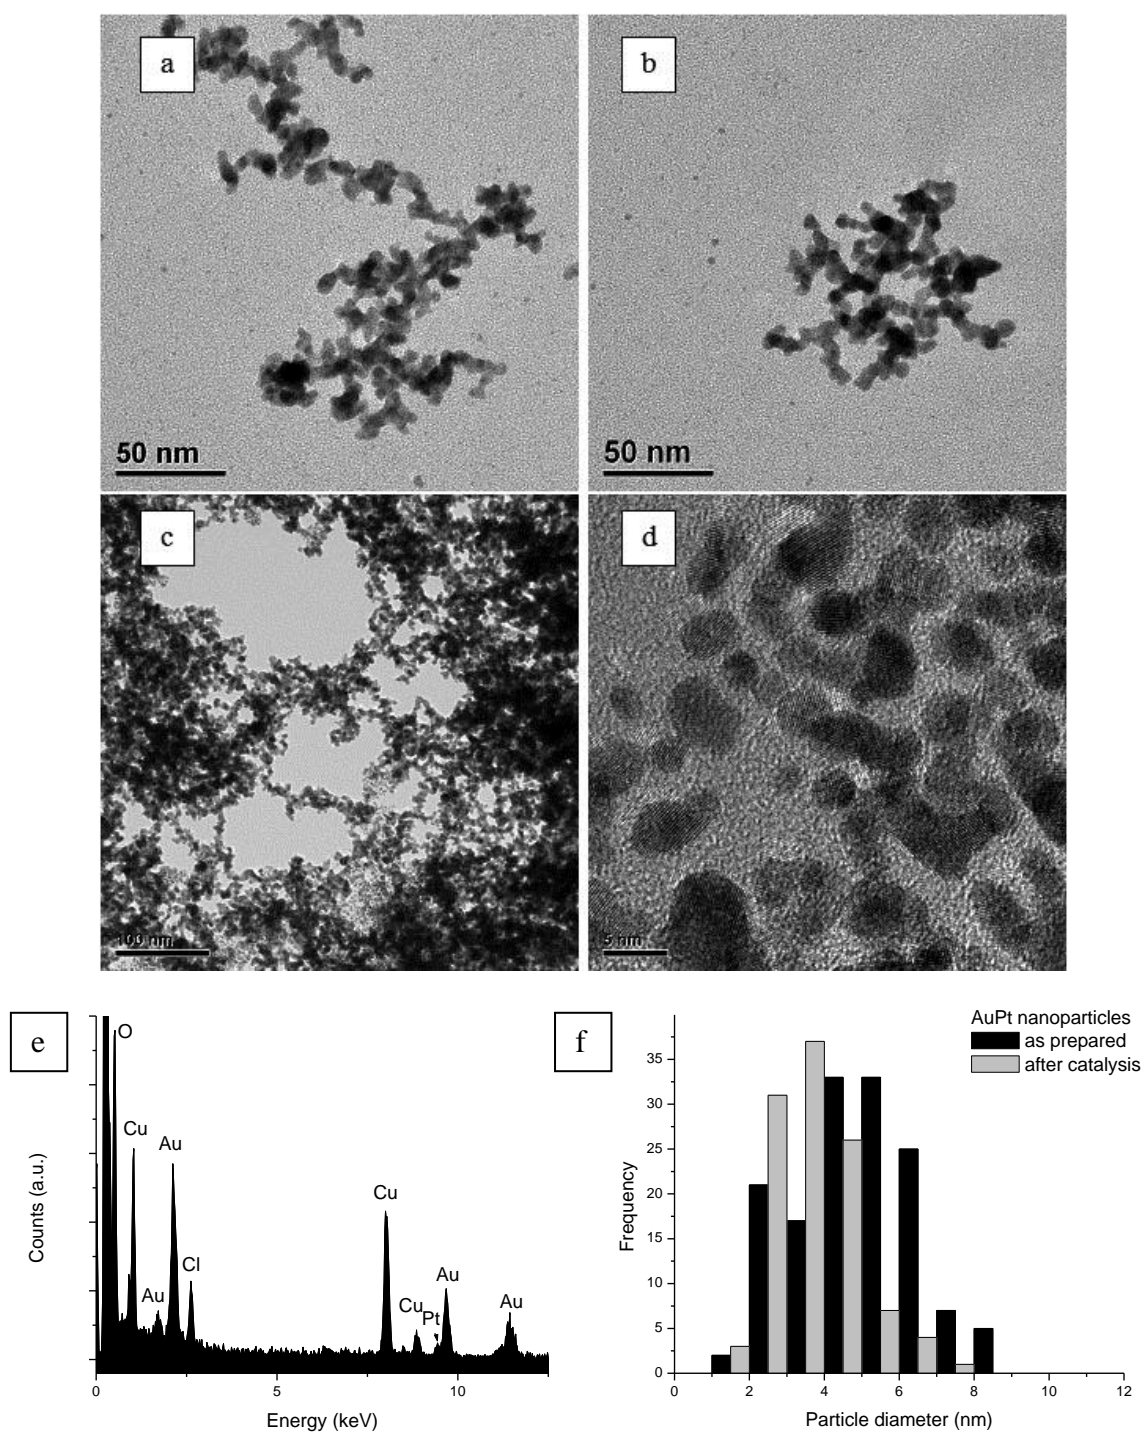 a
b
50 nm
50 nm
c
d
100 nm
5 nm
e
O
Cu
Au
Cl
Au
Cu
Cu
Pt
Au
Au
Counts (a.u.)
0
5
10
Energy (keV)
f
AuPt nanoparticles
as prepared
after catalysis
35
30
25
20
15
10
5
0
Frequency
0
2
4
6
8
10
12
Particle diameter (nm)